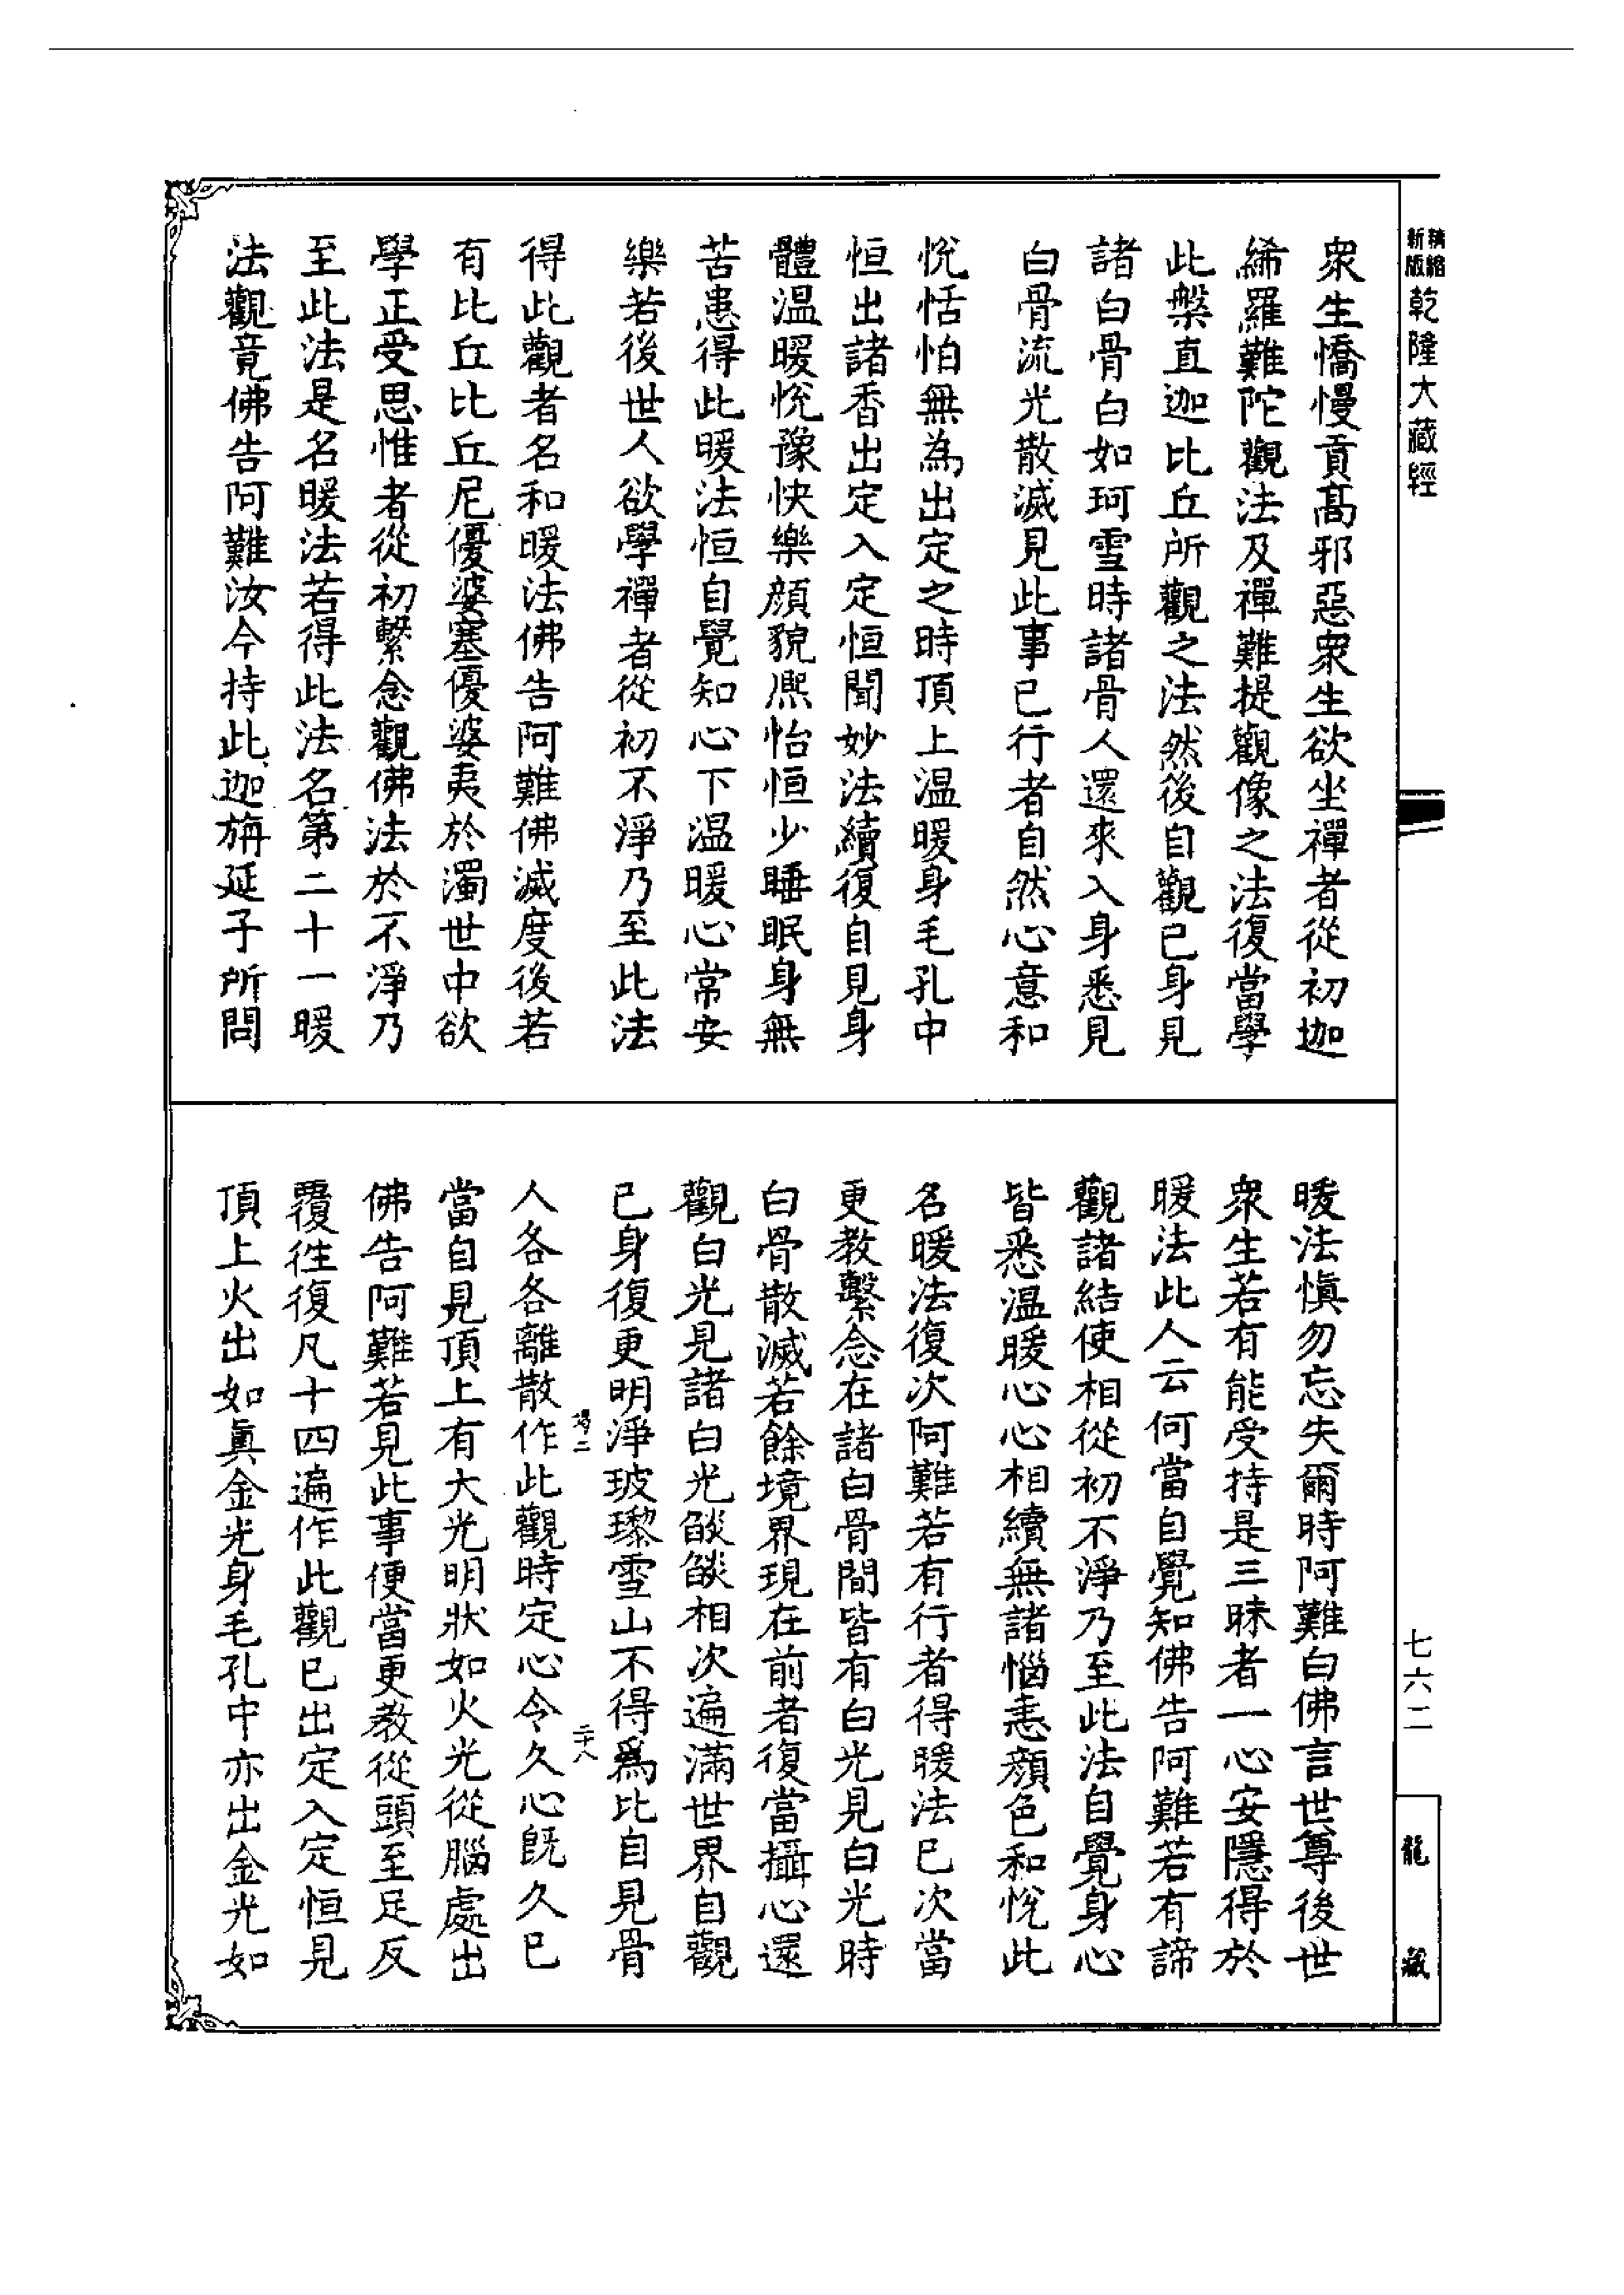 精縮新版乾隆大藏經
七六二
龍藏
衆生憍慢貢高邪惡衆生欲坐禪者從初迦
絺羅難陀觀法及禪難提觀像之法復當學
此槃直迦比丘所觀之法然後自觀已身見
諸白骨白如珂雪時諸骨人還來入身悉見
白骨流光散滅見此事已行者自然心意和
悅恬怕無為出定之時頂上温暖身毛孔中
恒出諸香出定入定恒聞妙法續復自見身
體温暖悅豫快樂顔貌熈怡恒少睡眠身無
苦患得此暖法恒自覺知心下温暖心常安
樂若後世人欲學禪者從初不淨乃至此法
得此觀者名和暖法佛告阿難佛滅度後若
有比丘比丘尼優婆塞優婆夷於濁世中欲
學正受思惟者從初繫念觀佛法於不淨乃
至此法是名暖法若得此法名第二十一暖
法觀竟佛告阿難汝今持此迦旃延子所問
暖法愼勿忘失爾時阿難白佛言世尊後世
衆生若有能受持是三昧者一心安隱得於
暖法此人云何當自覺知佛告阿難若有諦
觀諸結使相從初不淨乃至此法自覺身心
皆悉温暖心心相續無諸惱恚顔色和悅此
名暖法復次阿難若有行者得暖法已次當
更教繫念在諸白骨間皆有白光見白光時
白骨散滅若餘境界現在前者復當攝心還
觀白光見諸白光燄燄相次遍滿世界自觀
已身復更明淨玻瓈雪山不得爲比自見骨
人各各離散作此觀時定心令久心旣久已
當自見頂上有大光明狀如火光從腦處出
佛告阿難若見此事便當更教從頭至足反
覆徃復凡十四遍作此觀已出定入定恒見
頂上火出如眞金光身毛孔中亦出金光如
二十八